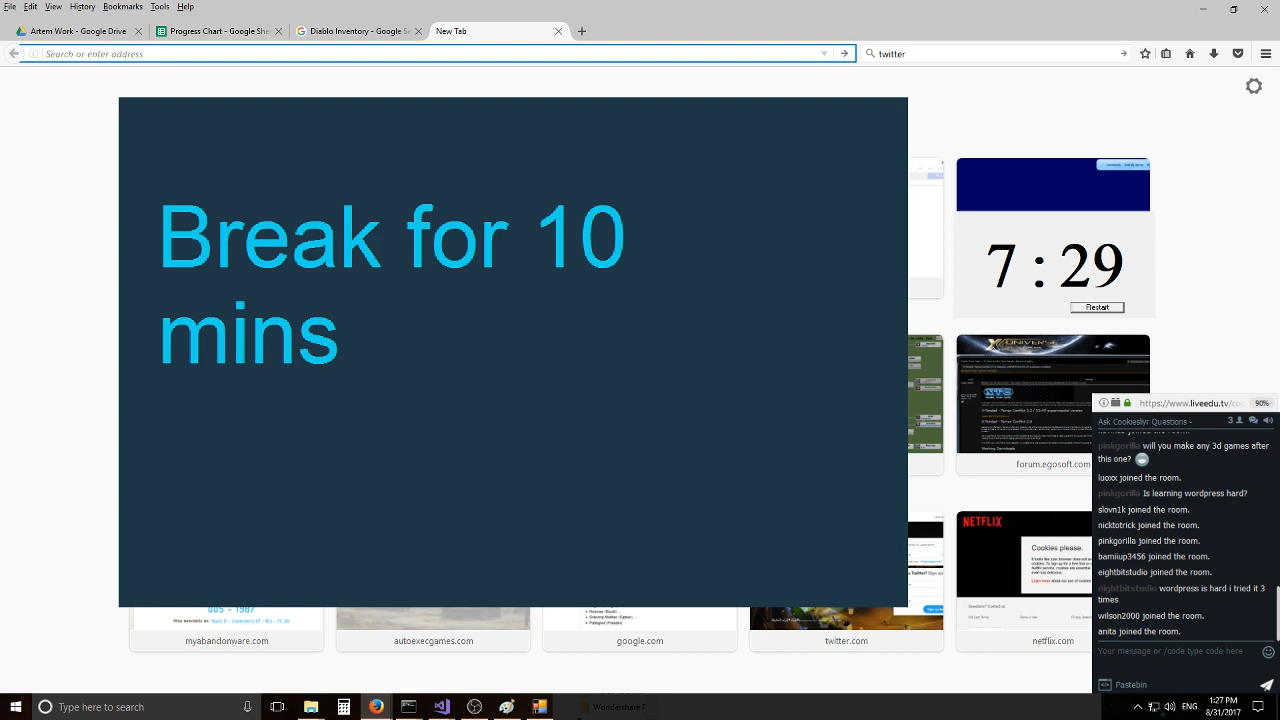 File Edit View History Bookmarks Tools Help
Artem Work - Google Drive
Progress Chart - Google She
Diablo Inventory - Google S
New Tab
Search or enter address
twitter
Break for 10
mins
7 : 29
Restart
X UNIVERSE
forum.egosoft.com
https://www.liveedu.tv/co
90%
Ask Cookiesliyr Questions -
3
pinkgorilla will you make any 3d games after
this one?
luoxx joined the room.
pinkgorilla Is learning wordpress hard?
slovn1k joined the room.
nicktotrick joined the room.
pinkgorilla joined the room.
bamiiup3456 joined the room.
eightbitstudio joined the room.
eightbitstudio wordpress is hard i tried it 3
times
wilson2000 joined the room.
anita joined the room.
Your message or /code type code here
Pastebin
NETFLIX
Cookies please.
myabandonware.com
autoexecgames.com
google.com
twitter.com
netflix.com
Type here to search
Wondershare F
ENG
1:27 PM
8/31/2017